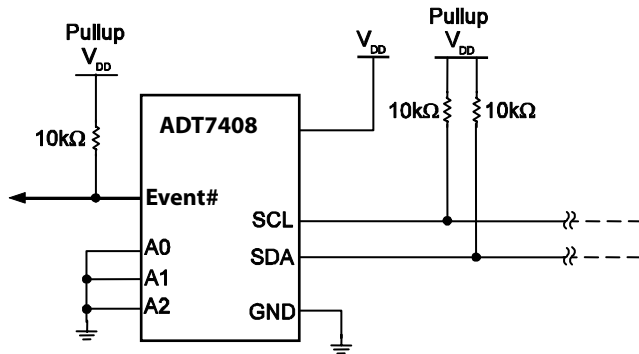 Pullup
VDD
10kΩ
Event#
A0
A1
A2
ADT7408
SCL
SDA
GND
VDD
Pullup
VDD
10kΩ
10kΩ